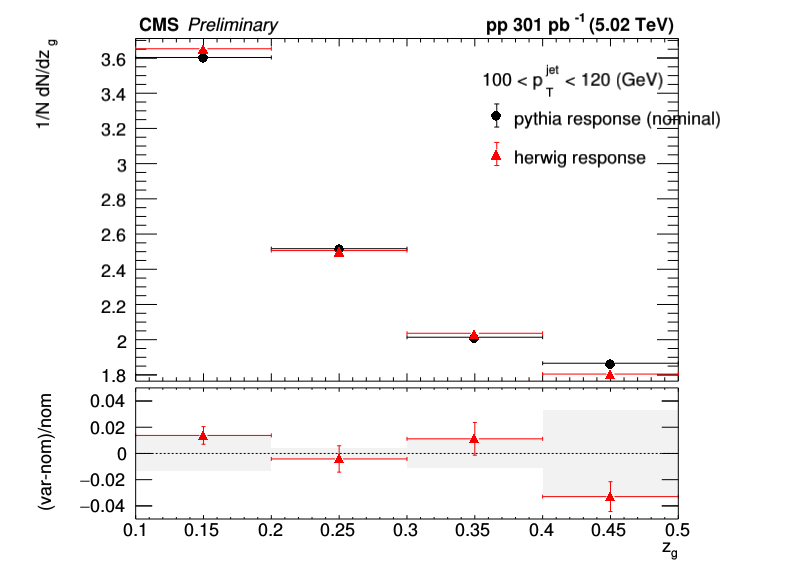 CMS Preliminary
pp 301 pb -1 (5.02 TeV)
1/N dN/dz g
100 < p jet T < 120 (GeV)
pythia response (nominal)
herwig response
3.6
3.4
3.2
3
2.8
2.6
2.4
2.2
2
1.8
(var-nom)/nom
0.04
0.02
0
−0.02
−0.04
0.1 0.15 0.2 0.25 0.3 0.35 0.4 0.45 0.5
z g